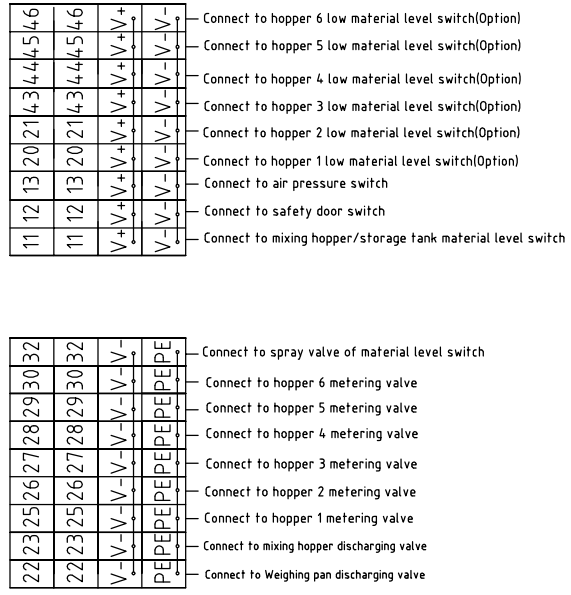 46 46 V+ V- Connect to hopper 6 low material level switch(Option)
45 45 V+ V- Connect to hopper 5 low material level switch(Option)
44 44 V+ V- Connect to hopper 4 low material level switch(Option)
43 43 V+ V- Connect to hopper 3 low material level switch(Option)
21 21 V+ V- Connect to hopper 2 low material level switch(Option)
20 20 V+ V- Connect to hopper 1 low material level switch(Option)
13 13 V+ V- Connect to air pressure switch
12 12 V+ V- Connect to safety door switch
11 11 V+ V- Connect to mixing hopper/storage tank material level switch
32 32 V- PE Connect to spray valve of material level switch
30 30 V- PE Connect to hopper 6 metering valve
29 29 V- PE Connect to hopper 5 metering valve
28 28 V- PE Connect to hopper 4 metering valve
27 27 V- PE Connect to hopper 3 metering valve
26 26 V- PE Connect to hopper 2 metering valve
25 25 V- PE Connect to hopper 1 metering valve
23 23 V- PE Connect to mixing hopper discharging valve
22 22 V- PE Connect to Weighing pan discharging valve